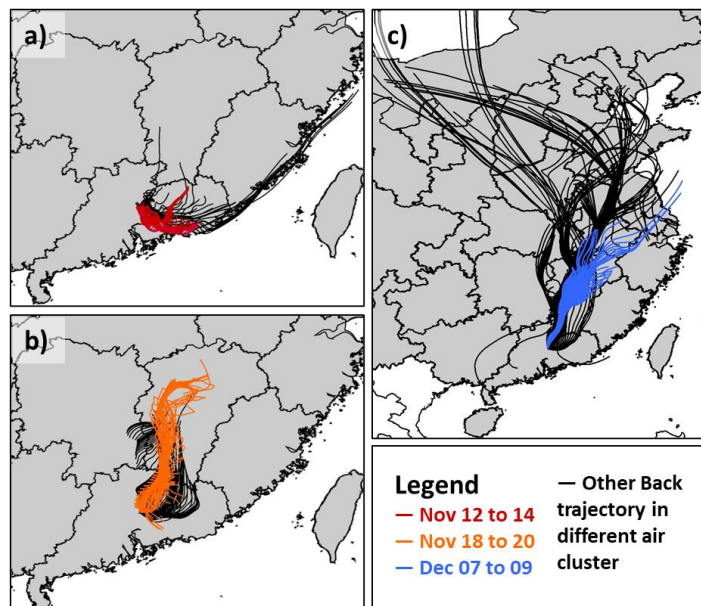 a)
b)
c)
Legend
— Nov 12 to 14
— Nov 18 to 20
— Dec 07 to 09
— Other Back
trajectory in
different air
cluster